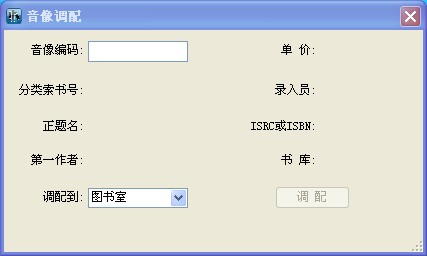 音像调配
音像编码: 单 价:
分类索书号: 录入员:
正题名: ISRC或ISBN:
第一作者: 书 库:
调配到: 图书室 调 配